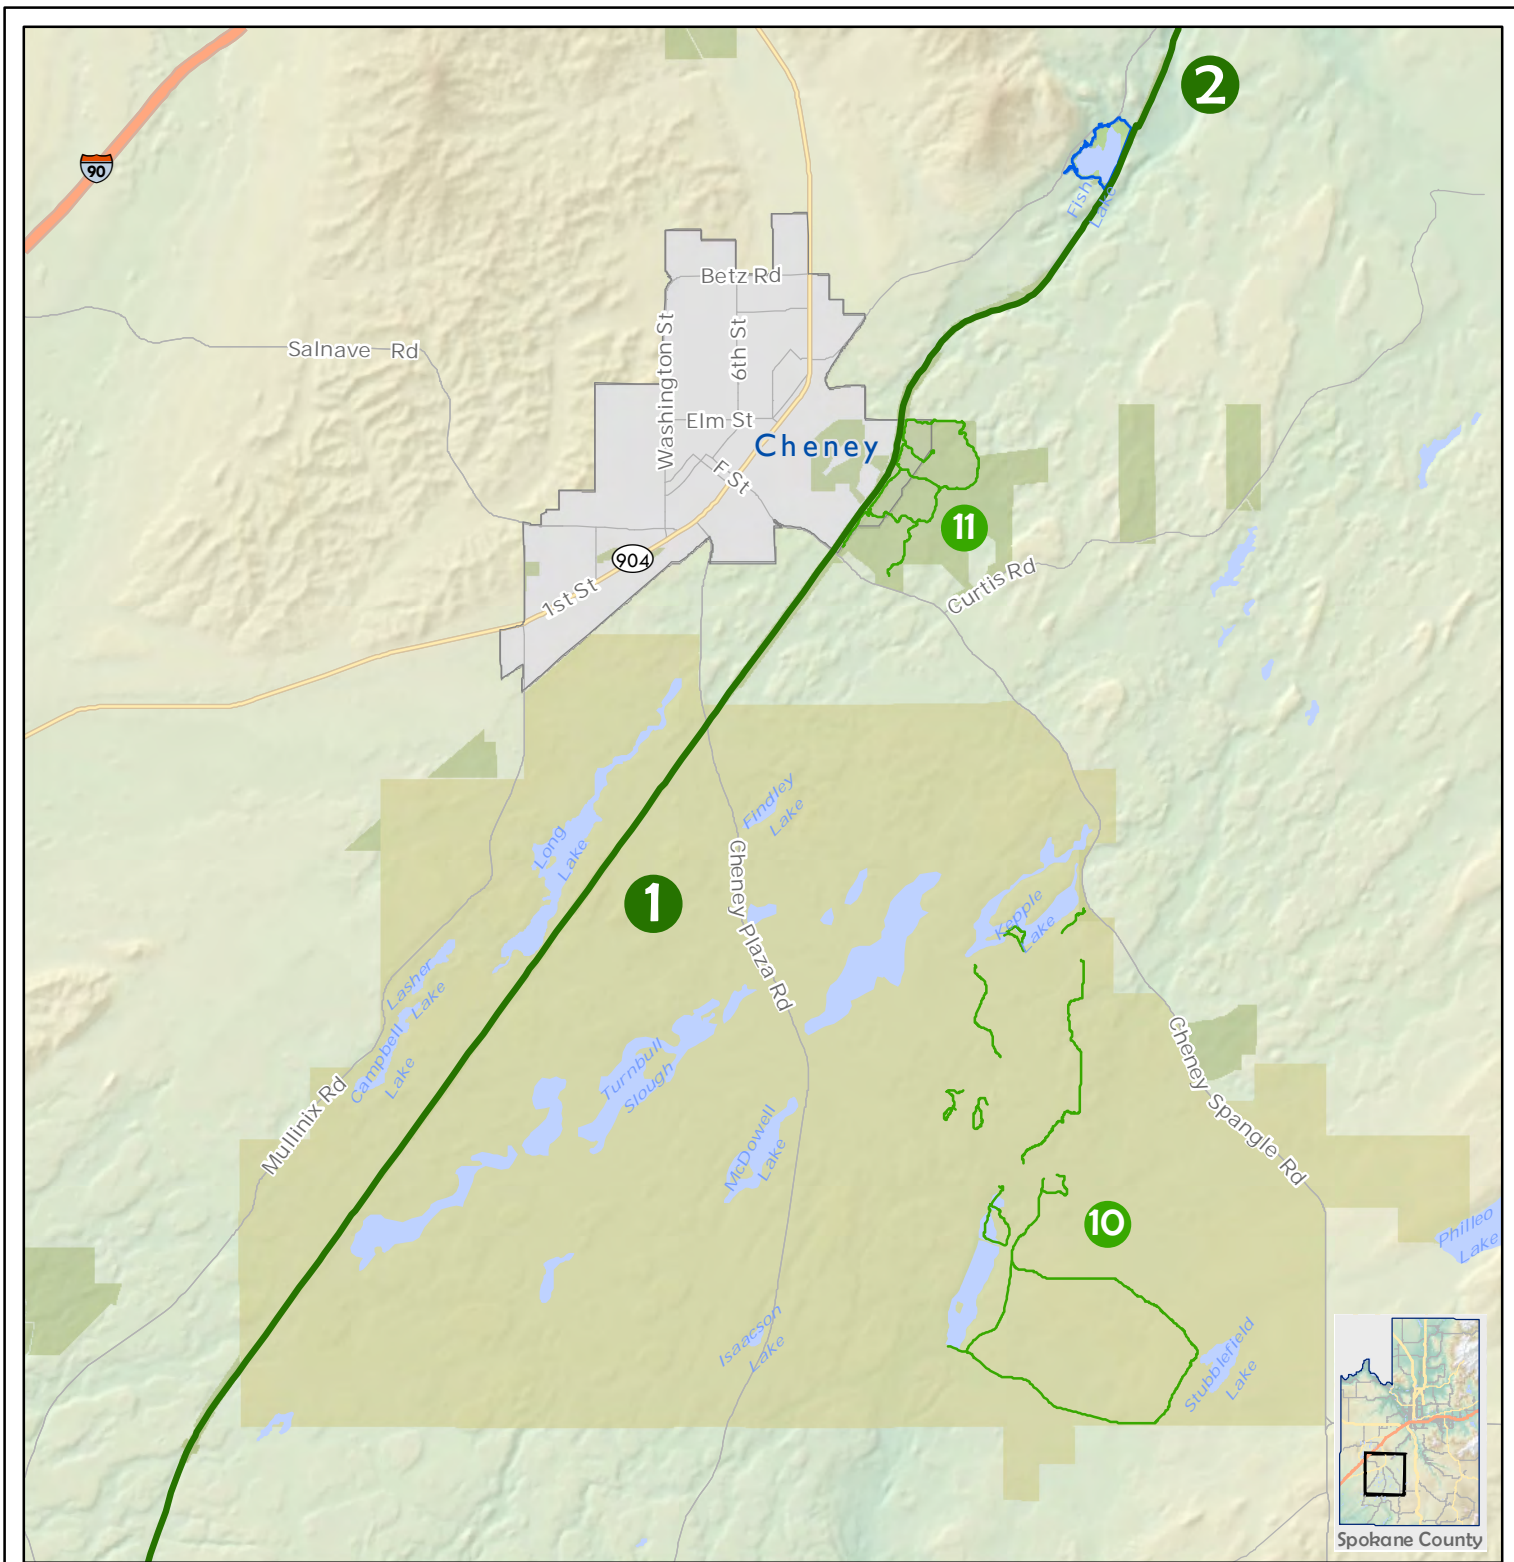 2
90
Fish
Lake
Betz Rd
Washington St
6th St
Salnave Rd
Elm St
Cheney
F St
11
904
1st St
Curtis Rd
Findley
Lake
Long
Lake
Cheney Plaza Rd
1
Kepple
Lake
Lasher
Lake
Campbell
Lake
Turnbull
Slough
Mullinix Rd
McDowell
Lake
Cheney Spangle Rd
10
Philleo
Lake
Isaacson
Lake
Stubblefield
Lake
Spokane County